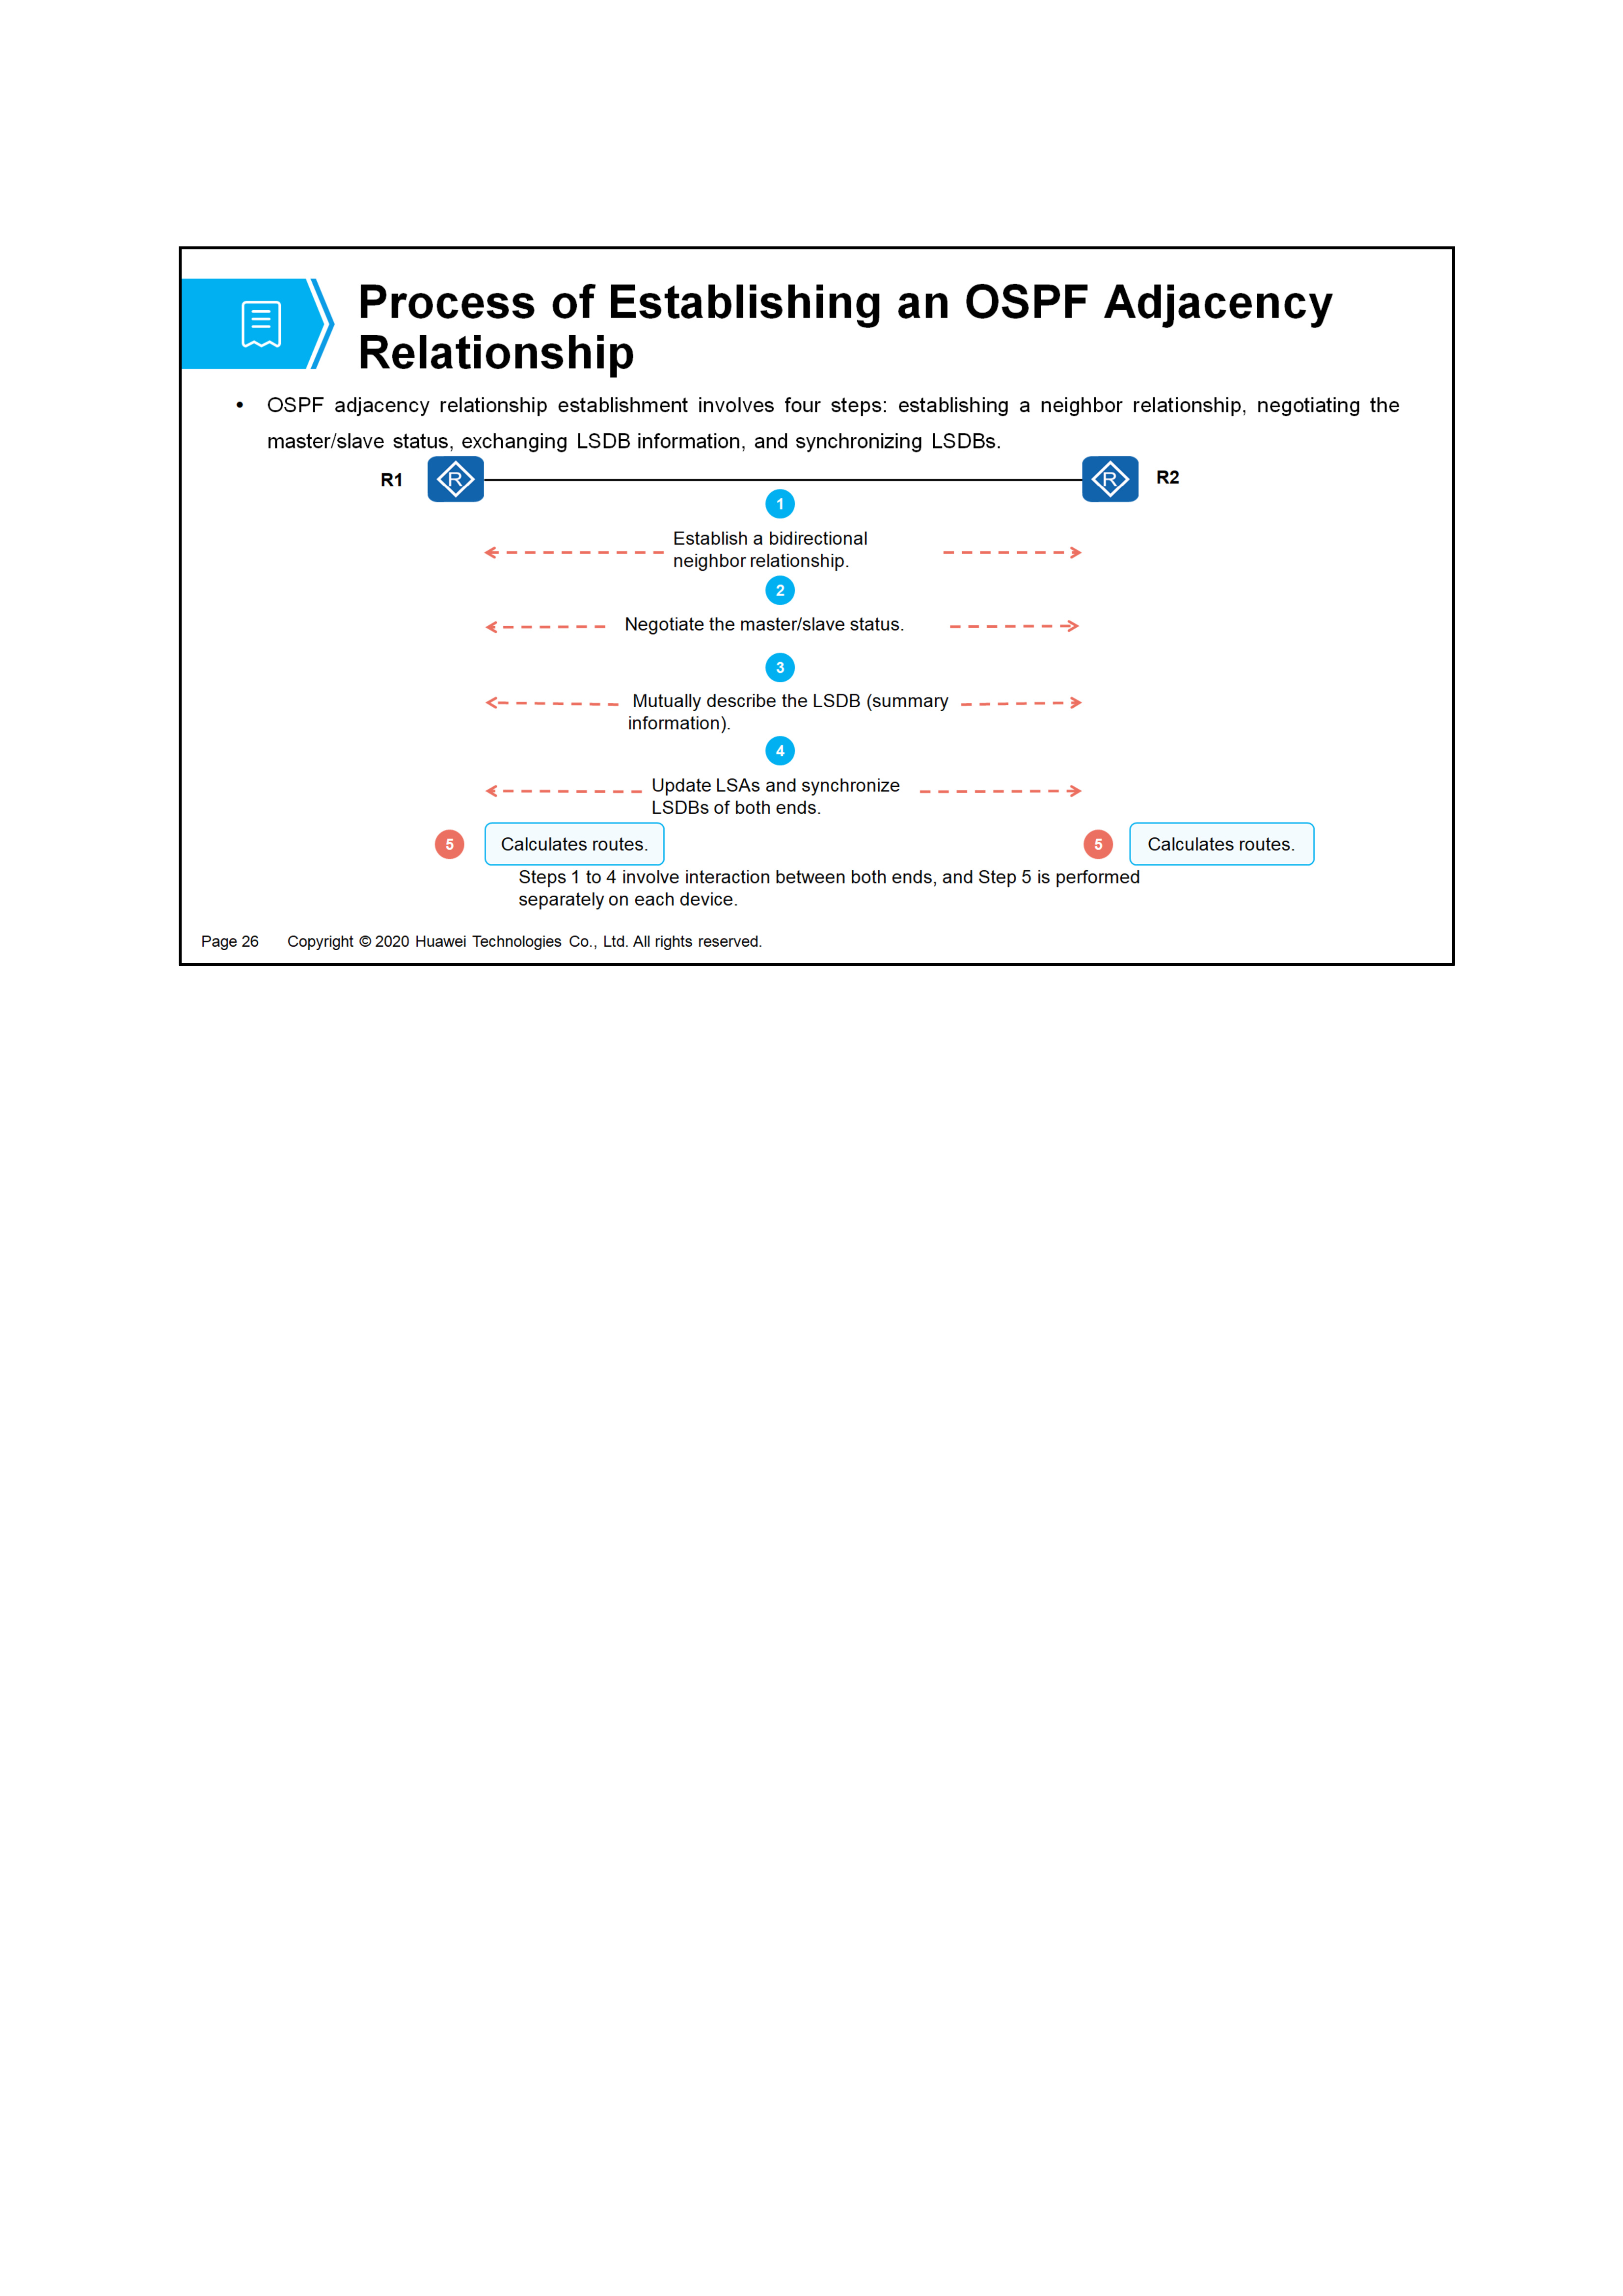 Process of Establishing an OSPF Adjacency
Relationship
• OSPF adjacency relationship establishment involves four steps: establishing a neighbor relationship, negotiating the
master/slave status, exchanging LSDB information, and synchronizing LSDBs.
R1 R R R2
1
Establish a bidirectional
neighbor relationship.
2
Negotiate the master/slave status.
3
Mutually describe the LSDB (summary
information).
4
Update LSAs and synchronize
LSDBs of both ends.
5 Calculates routes. 5 Calculates routes.
Steps 1 to 4 involve interaction between both ends, and Step 5 is performed
separately on each device.
Page 26 Copyright © 2020 Huawei Technologies Co., Ltd. All rights reserved.